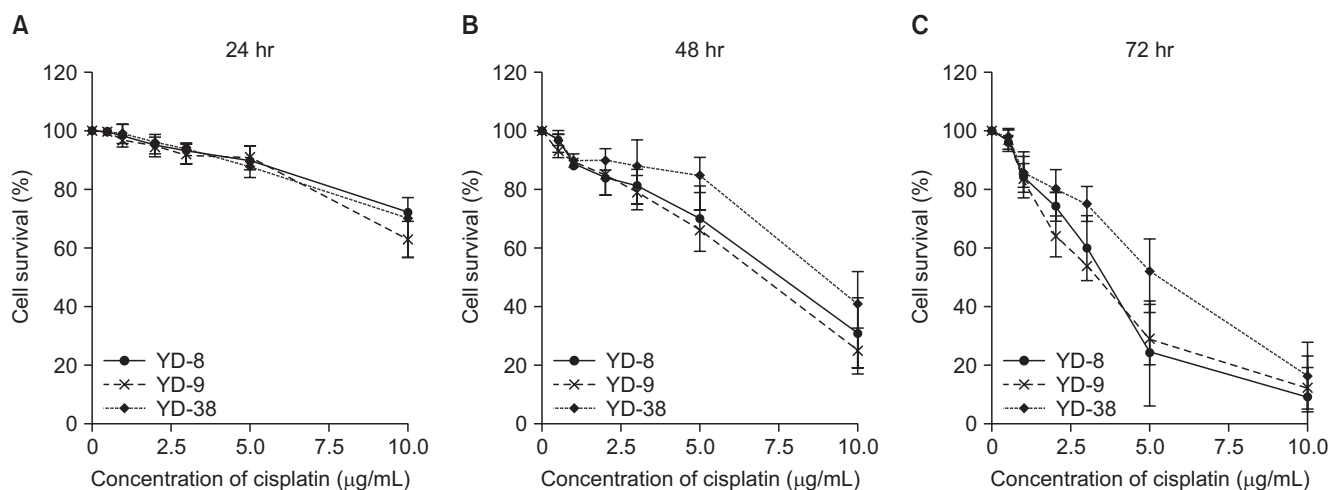 A
24 hr
120
100
80
60
40
20
0
Cell survival (%)
YD-8
YD-9
YD-38
0 2.5 5.0 7.5 10.0
Concentration of cisplatin (μg/mL)
B
48 hr
120
100
80
60
40
20
0
Cell survival (%)
YD-8
YD-9
YD-38
0 2.5 5.0 7.5 10.0
Concentration of cisplatin (μg/mL)
C
72 hr
120
100
80
60
40
20
0
Cell survival (%)
YD-8
YD-9
YD-38
0 2.5 5.0 7.5 10.0
Concentration of cisplatin (μg/mL)